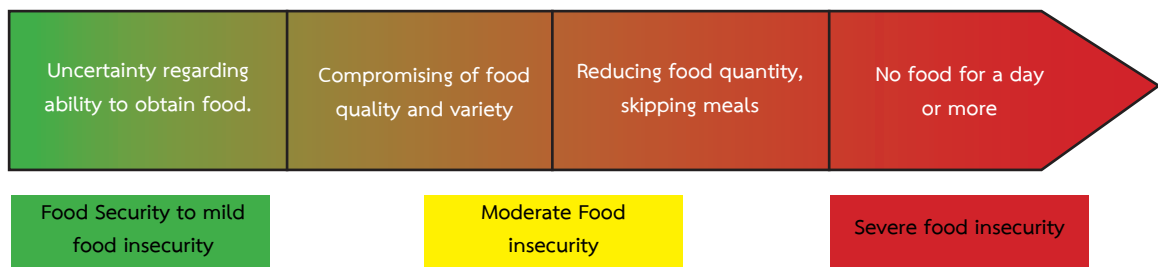 Uncertainty regarding
ability to obtain food.
Compromising of food
quality and variety
Reducing food quantity,
skipping meals
No food for a day
or more
Food Security to mild
food insecurity
Moderate Food
insecurity
Severe food insecurity